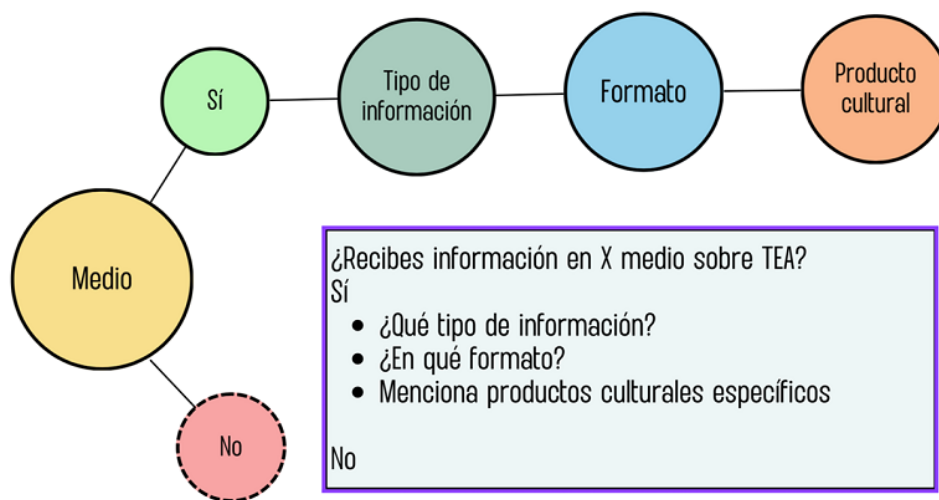 Sí
Tipo de
información
Formato
Producto
cultural
Medio
No
¿Recibes información en X medio sobre TEA?
Sí
• ¿Qué tipo de información?
• ¿En qué formato?
• Menciona productos culturales específicos
No